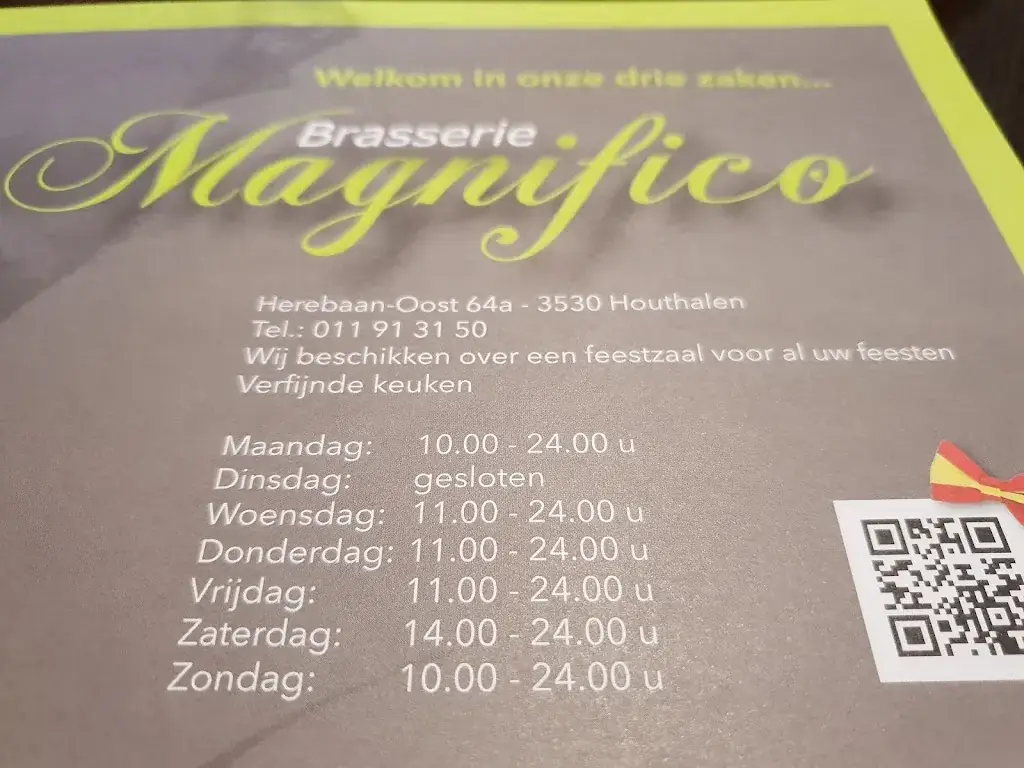 Welkom in onze drie zaken...
Brasserie
Magnifico
Herebaan-Oost 64a - 3530 Houthalen
Tel.: 011 91 31 50
Wij beschikken over een feestzaal voor al uw feesten
Verfijnde keuken
Maandag: 10.00 - 24.00 u
Dinsdag: gesloten
Woensdag: 11.00 - 24.00 u
Donderdag: 11.00 - 24.00 u
Vrijdag: 11.00 - 24.00 u
Zaterdag: 14.00 - 24.00 u
Zondag: 10.00 - 24.00 u